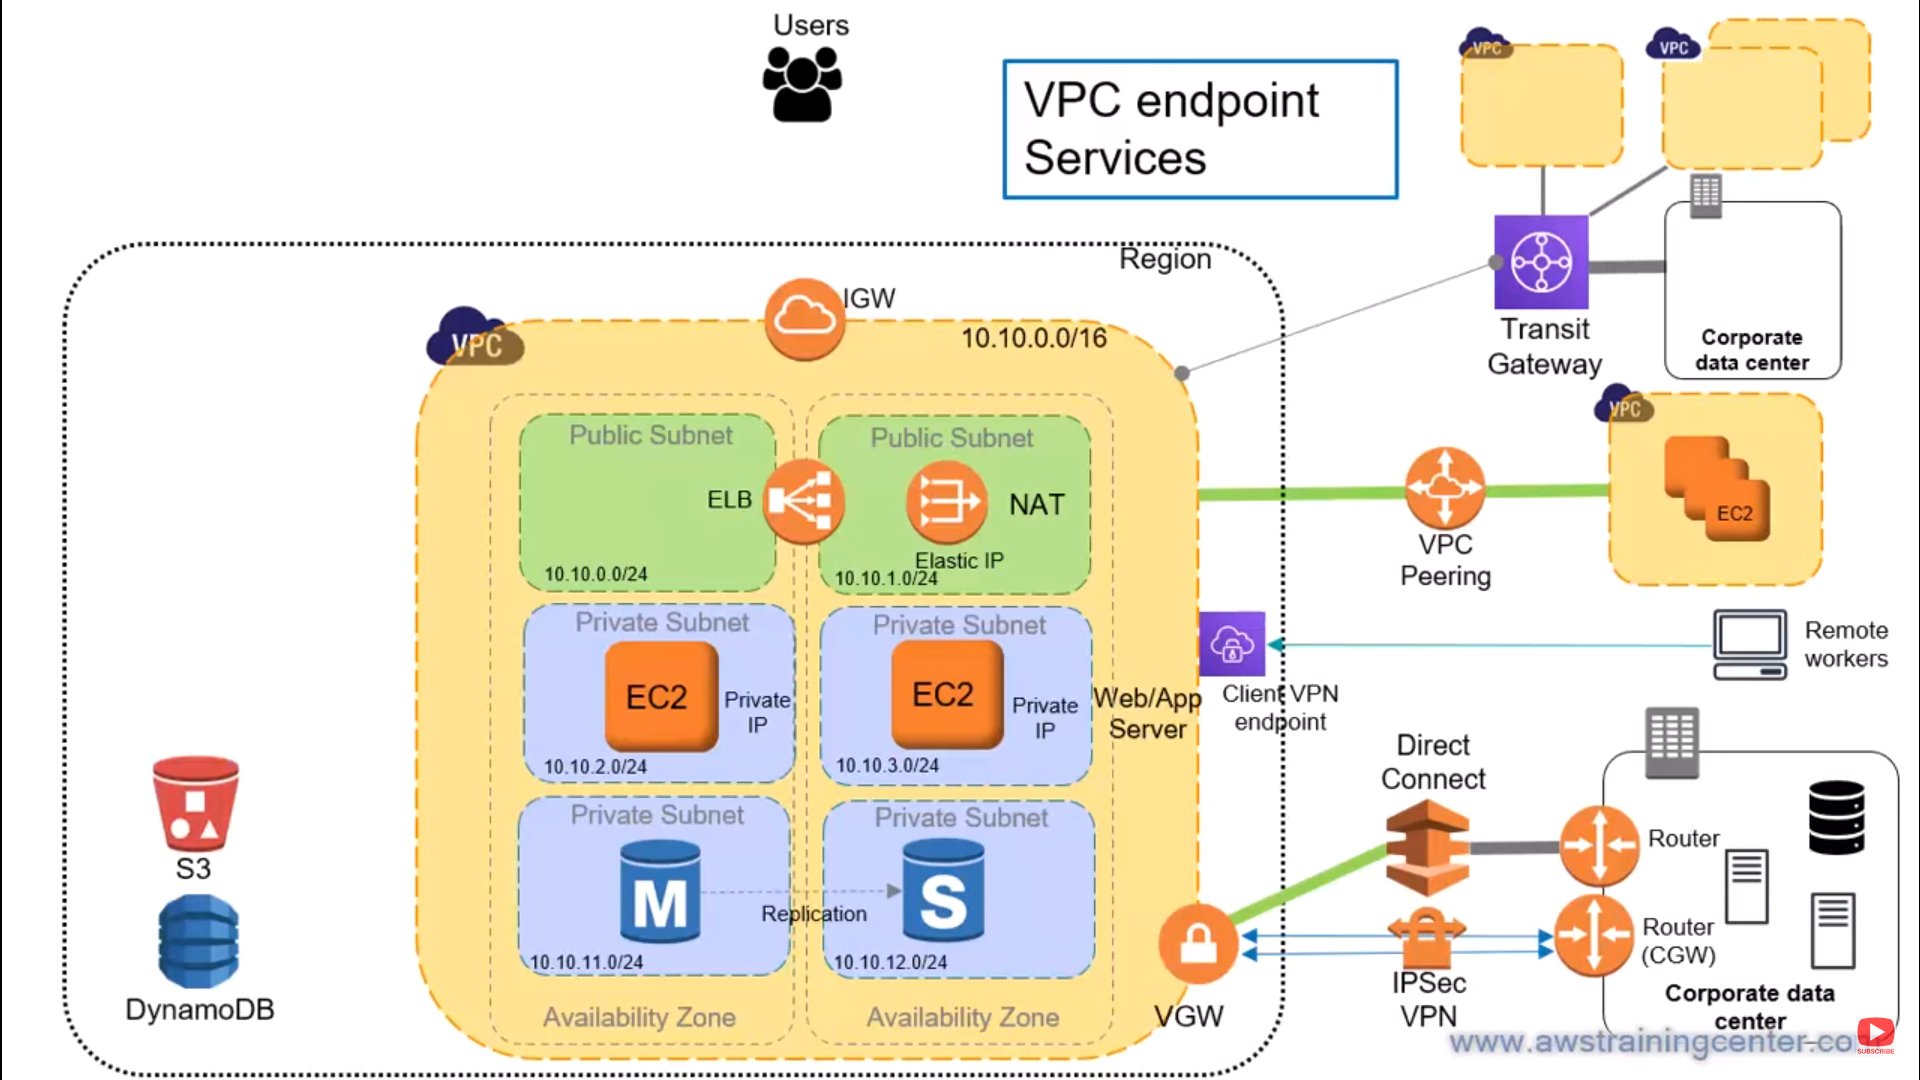 Users
VPC endpoint
Services
VPC
VPC
Region
IGW
VPC
10.10.0.0/16
Transit
Gateway
Corporate
data center
VPC
Public Subnet
Public Subnet
ELB
NAT
Elastic IP
10.10.0.0/24
10.10.1.0/24
EC2
VPC
Peering
Private Subnet
Private Subnet
EC2
Private
IP
EC2
Private
IP
Web/App
Server
10.10.2.0/24
10.10.3.0/24
Client VPN
endpoint
Remote
workers
Direct
Connect
Private Subnet
Private Subnet
M
S
Replication
10.10.11.0/24
10.10.12.0/24
Availability Zone
Availability Zone
S3
DynamoDB
VGW
IPSec
VPN
Router
Router
(CGW)
Corporate data
center
www.awstrainingcenter.co
SUBSCRIBE